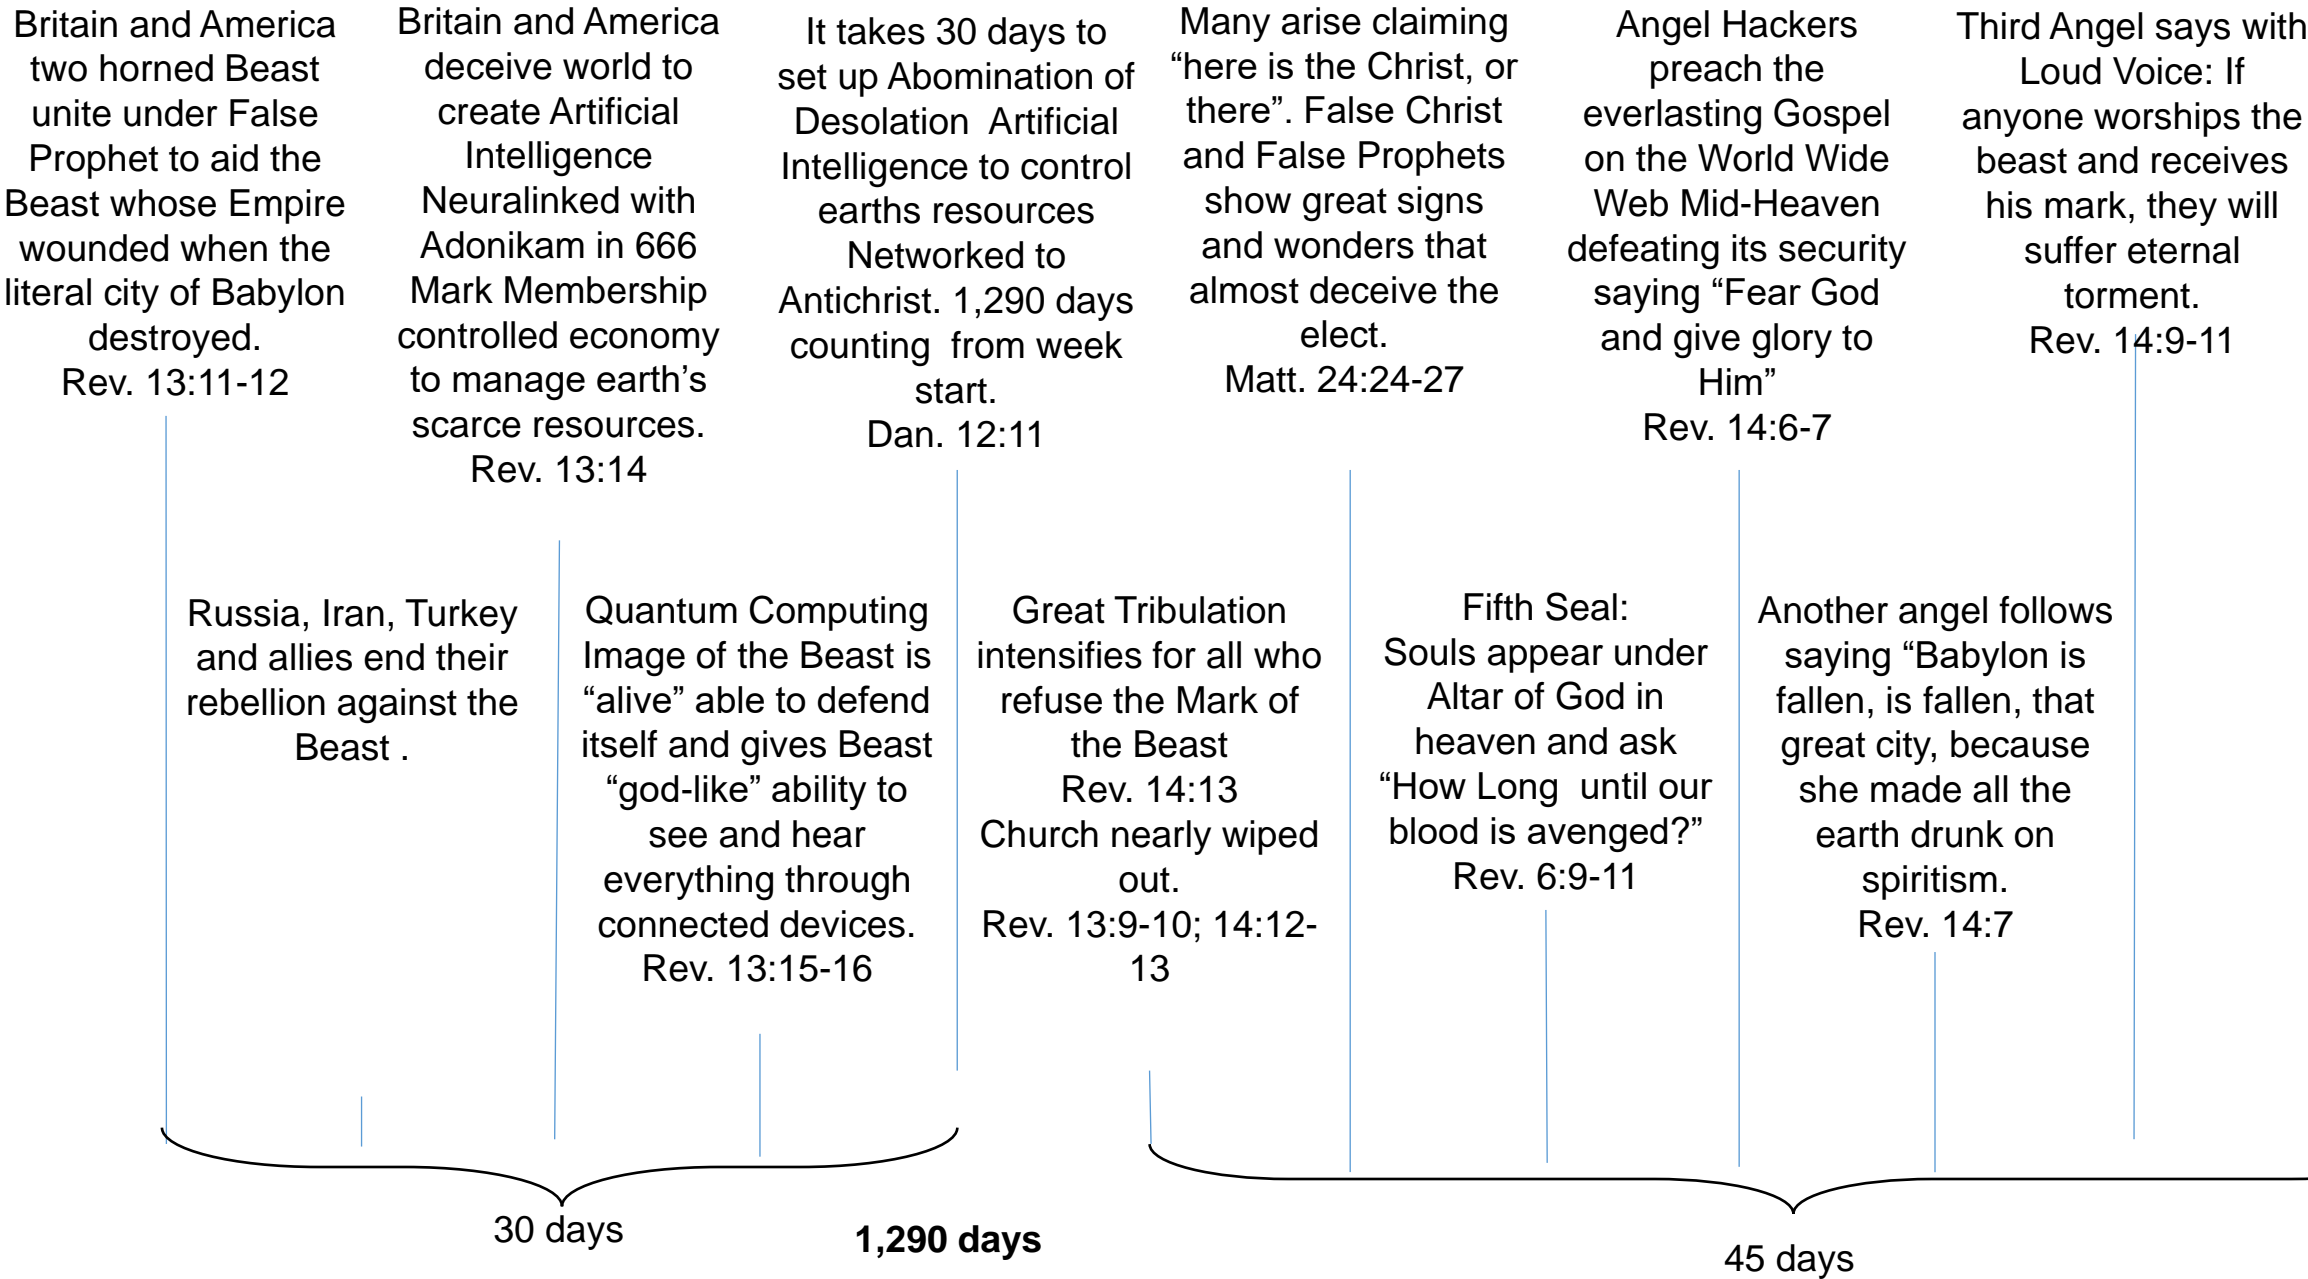 Britain and America
two horned Beast
unite under False
Prophet to aid the
Beast whose Empire
wounded when the
literal city of Babylon
destroyed.
Rev. 13:11-12
Britain and America
deceive world to
create Artificial
Intelligence
Neuralinked with
Adonikam in 666
Mark Membership
controlled economy
to manage earth’s
scarce resources.
Rev. 13:14
It takes 30 days to
set up Abomination of
Desolation Artificial
Intelligence to control
earths resources
Networked to
Antichrist. 1,290 days
counting from week
start.
Dan. 12:11
Many arise claiming
“here is the Christ, or
there”. False Christ
and False Prophets
show great signs
and wonders that
almost deceive the
elect.
Matt. 24:24-27
Angel Hackers
preach the
everlasting Gospel
on the World Wide
Web Mid-Heaven
defeating its security
saying “Fear God
and give glory to
Him”
Rev. 14:6-7
Third Angel says with
Loud Voice: If
anyone worships the
beast and receives
his mark, they will
suffer eternal
torment.
Rev. 14:9-11
Russia, Iran, Turkey
and allies end their
rebellion against the
Beast .
Quantum Computing
Image of the Beast is
“alive” able to defend
itself and gives Beast
“god-like” ability to
see and hear
everything through
connected devices.
Rev. 13:15-16
Great Tribulation
intensifies for all who
refuse the Mark of
the Beast
Rev. 14:13
Church nearly wiped
out.
Rev. 13:9-10; 14:12-
13
Fifth Seal:
Souls appear under
Altar of God in
heaven and ask
“How Long until our
blood is avenged?”
Rev. 6:9-11
Another angel follows
saying “Babylon is
fallen, is fallen, that
great city, because
she made all the
earth drunk on
spiritism.
Rev. 14:7
30 days
1,290 days
45 days